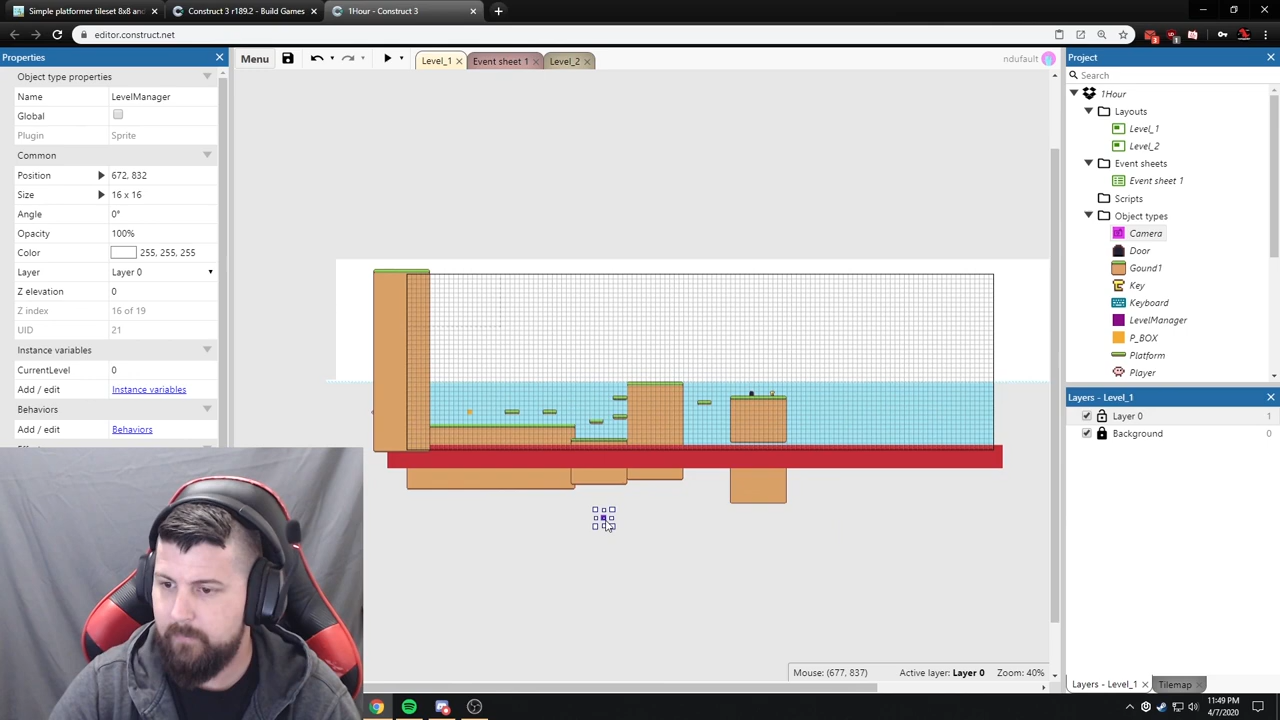 Simple platformer tileset 8x8 and
Construct 3 r189.2 - Build Games
1Hour - Construct 3
editor.construct.net
Properties
Menu
Level_1
Event sheet 1
Level_2
ndufault
Project
Object type properties
Name LevelManager
Global
Plugin Sprite
Common
Position 672, 832
Size 16 x 16
Angle 0°
Opacity 100%
Color 255, 255, 255
Layer Layer 0
Z elevation 0
Z index 16 of 19
UID 21
Instance variables
CurrentLevel 0
Add / edit Instance variables
Behaviors
Add / edit Behaviors
Search
1Hour
Layouts
Level_1
Level_2
Event sheets
Event sheet 1
Scripts
Object types
Camera
Door
Gound1
Key
Keyboard
LevelManager
P_BOX
Platform
Player
Layers - Level_1
Layer 0 1
Background 0
Mouse: (677, 837) Active layer: Layer 0 Zoom: 40%
Layers - Level_1
Tilemap
11:49 PM
4/7/2020